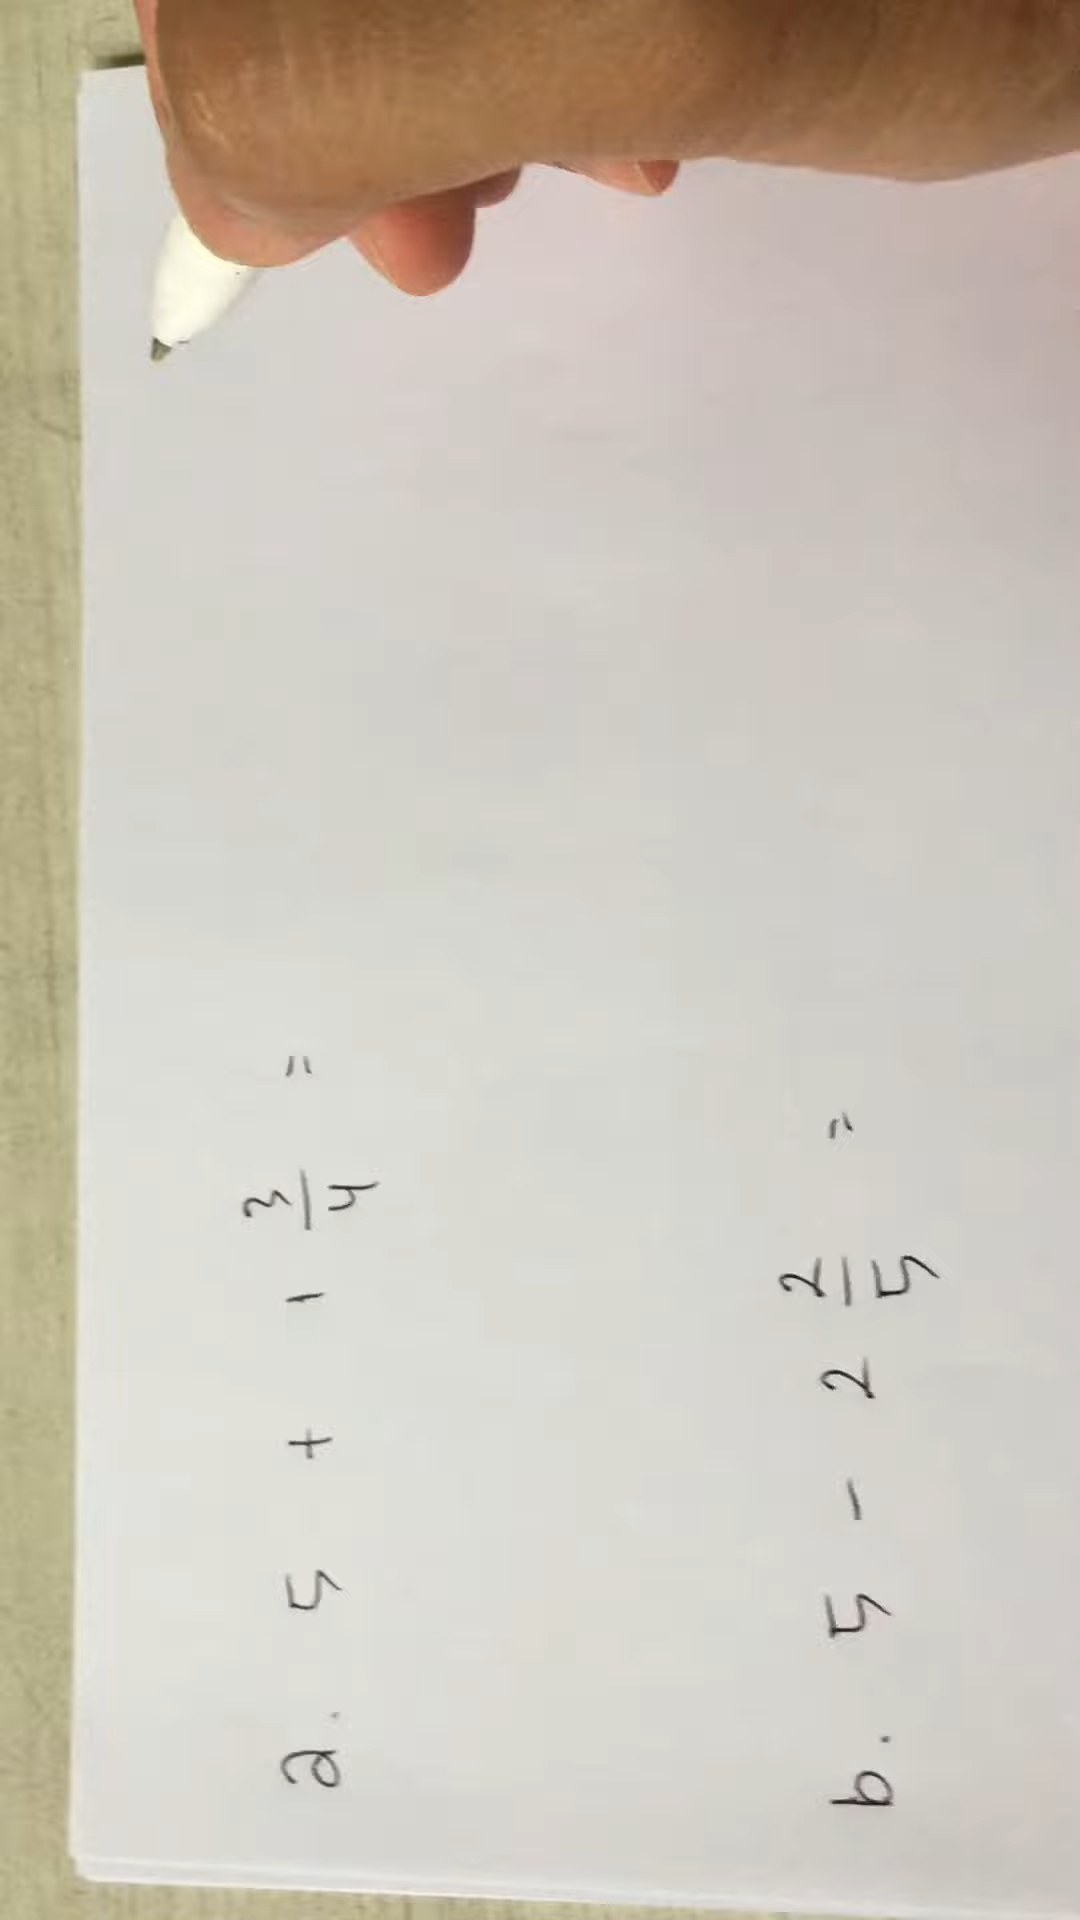 a. 5 + 1 3/4 =
b. 5 - 2 2/5 =